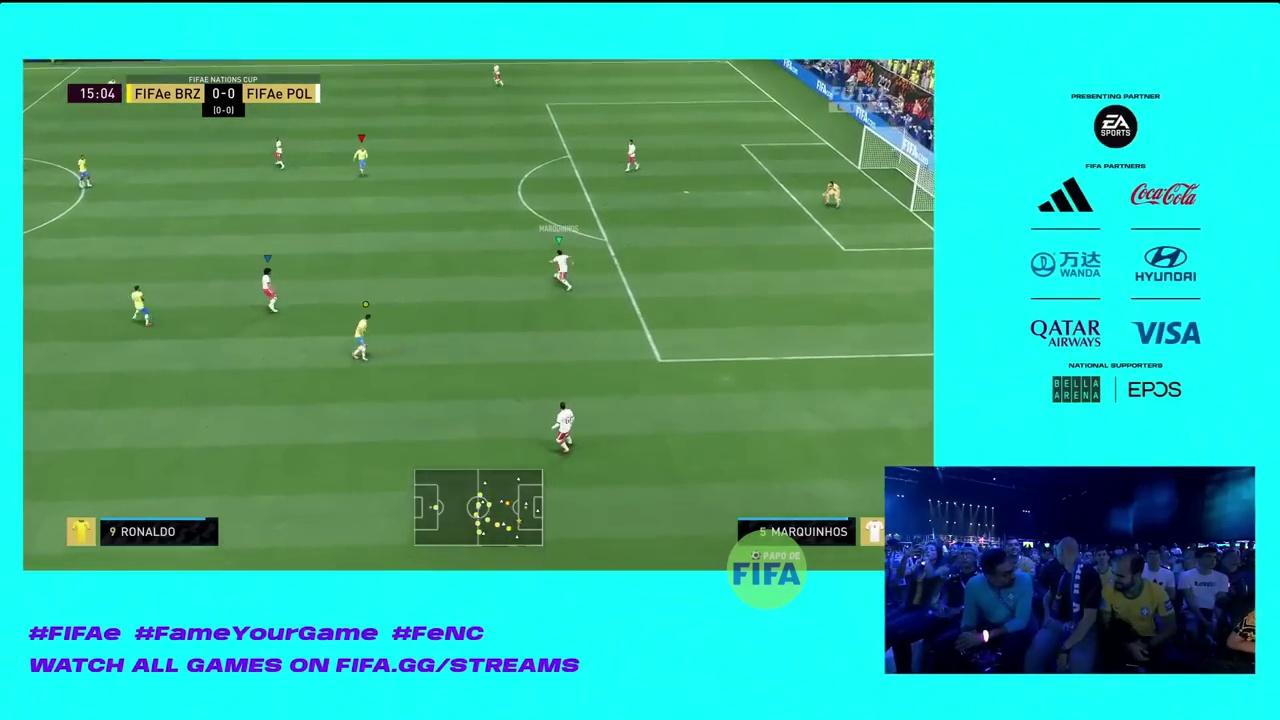 FIFAE NATIONS CUP
15:04 FIFAe BRZ 0-0 FIFAe POL
[0-0]
MARQUINHOS
FIFA.com
9 RONALDO
5 MARQUINHOS
PAPO DE
FIFA
PRESENTING PARTNER
EA
SPORTS
FIFA PARTNERS
adidas
Coca-Cola
万达
WANDA
HYUNDAI
QATAR
AIRWAYS
VISA
NATIONAL SUPPORTERS
BELLA
ARENA
EPOS
#FIFAe #FameYourGame #FeNC
WATCH ALL GAMES ON FIFA.GG/STREAMS